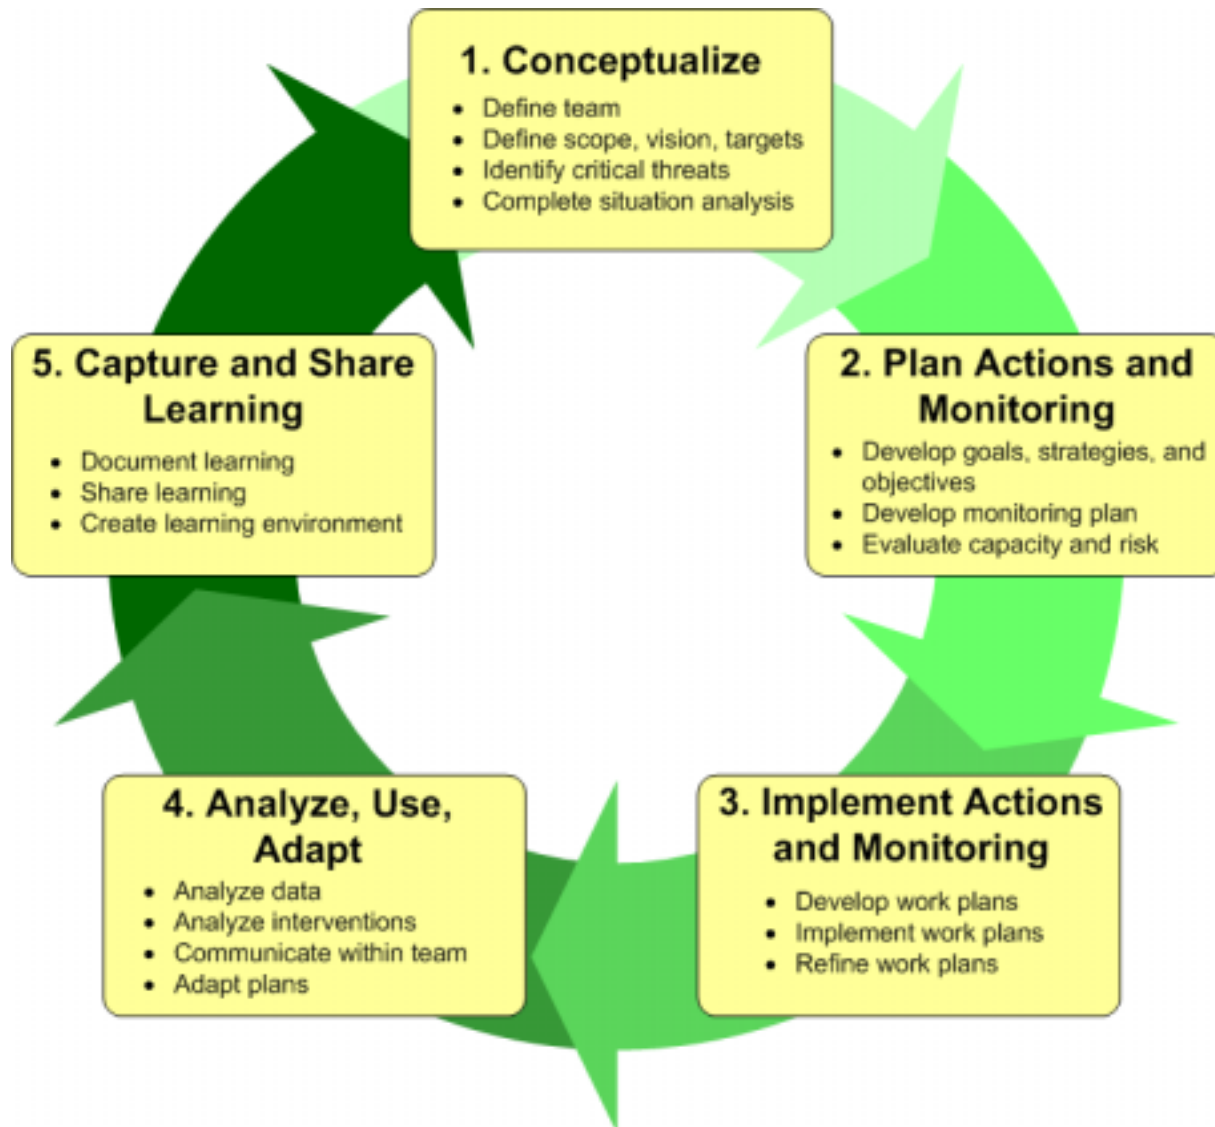 1. Conceptualize
• Define team
• Define scope, vision, targets
• Identify critical threats
• Complete situation analysis
2. Plan Actions and
Monitoring
• Develop goals, strategies, and
objectives
• Develop monitoring plan
• Evaluate capacity and risk
3. Implement Actions
and Monitoring
• Develop work plans
• Implement work plans
• Refine work plans
4. Analyze, Use,
Adapt
• Analyze data
• Analyze interventions
• Communicate within team
• Adapt plans
5. Capture and Share
Learning
• Document learning
• Share learning
• Create learning environment